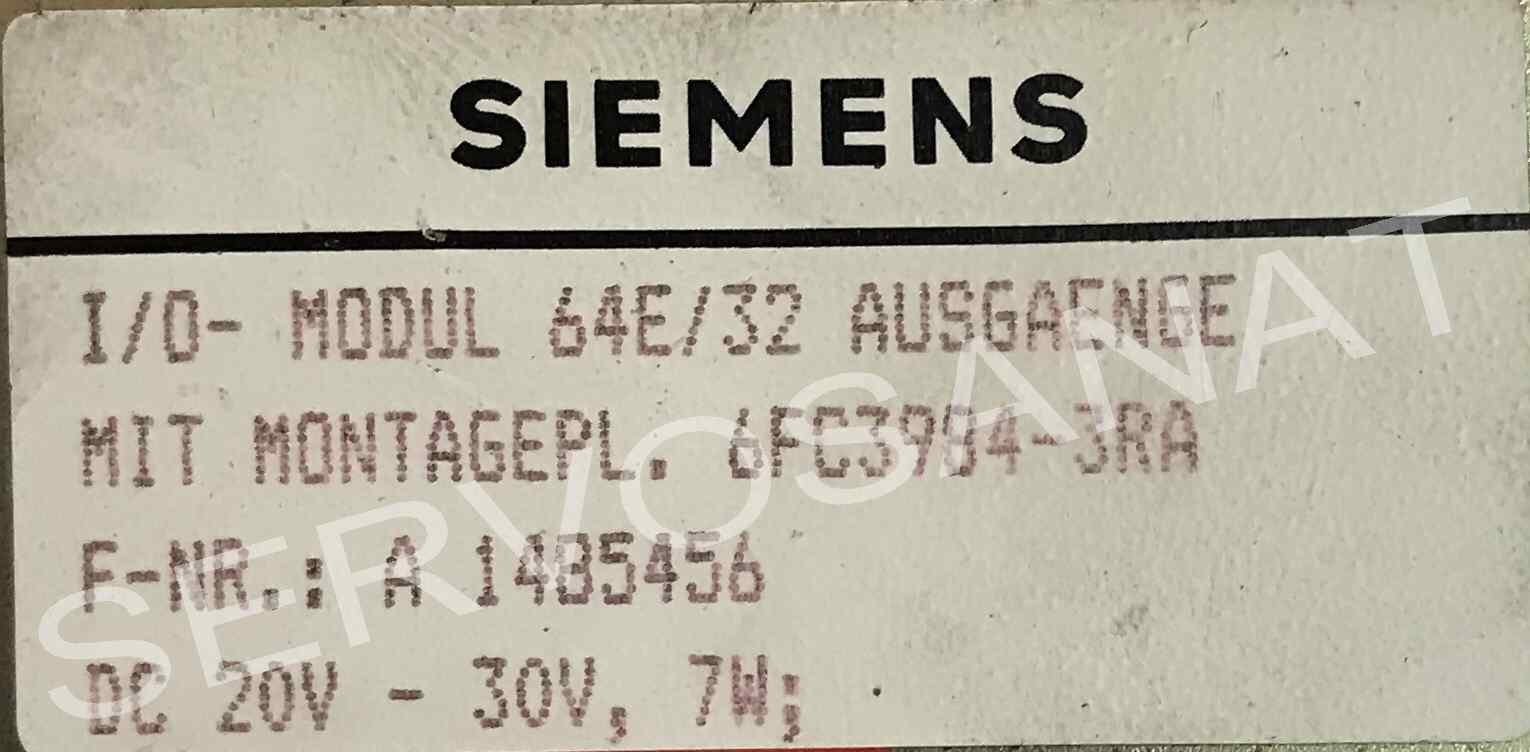 SIEMENS
I/O- MODUL 64E/32 AUSGAENGE
MIT MONTAGEPL. 6FC3984-3RA
F-NR.: A 1485456
DC 20V - 30V, 7W;
SERVOSANAT